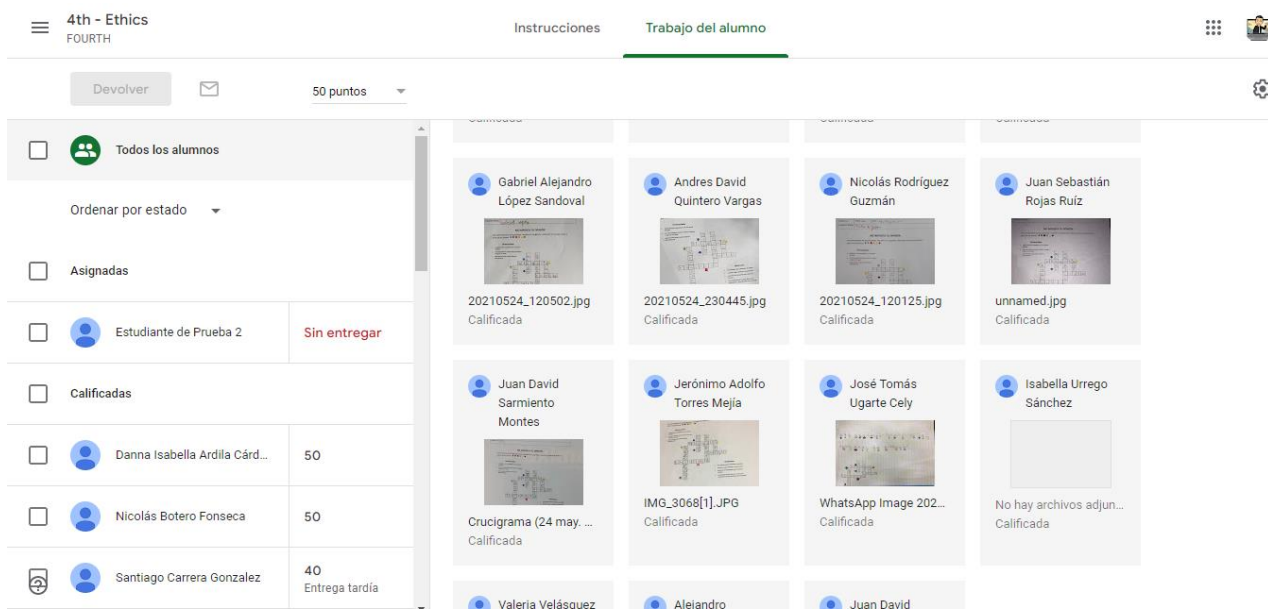 4th - Ethics
FOURTH
Instrucciones
Trabajo del alumno
Devolver
50 puntos
Todos los alumnos
Ordenar por estado
Asignadas
Estudiante de Prueba 2
Sin entregar
Calificadas
Danna Isabella Ardila Cárd...
50
Nicolás Botero Fonseca
50
Santiago Carrera Gonzalez
40
Entrega tardía
Gabriel Alejandro
López Sandoval
20210524_120502.jpg
Calificada
Andres David
Quintero Vargas
20210524_230445.jpg
Calificada
Nicolás Rodríguez
Guzmán
20210524_120125.jpg
Calificada
Juan Sebastián
Rojas Ruíz
unnamed.jpg
Calificada
Juan David
Sarmiento
Montes
Crucigrama (24 may. ...
Calificada
Jerónimo Adolfo
Torres Mejía
IMG_3068[1].JPG
Calificada
José Tomás
Ugarte Cely
WhatsApp Image 202...
Calificada
Isabella Urrego
Sánchez
No hay archivos adjun...
Calificada
Valeria Velásquez
Alejandro
Juan David